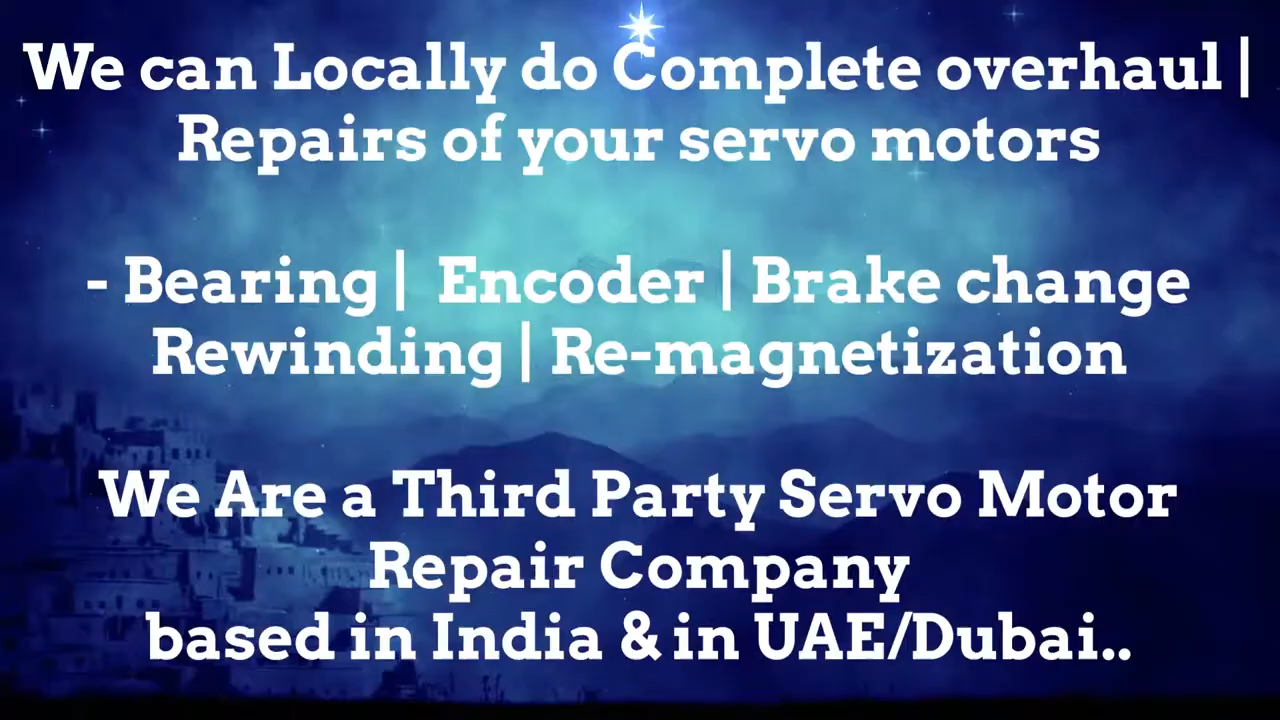 We can Locally do Complete overhaul |
Repairs of your servo motors
- Bearing | Encoder | Brake change
Rewinding | Re-magnetization
We Are a Third Party Servo Motor
Repair Company
based in India & in UAE/Dubai..